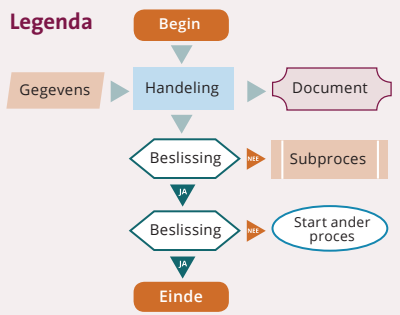 Legenda
Begin
Gegevens
Handeling
Document
Beslissing
NEE
Subproces
JA
Beslissing
NEE
Start ander
proces
JA
Einde